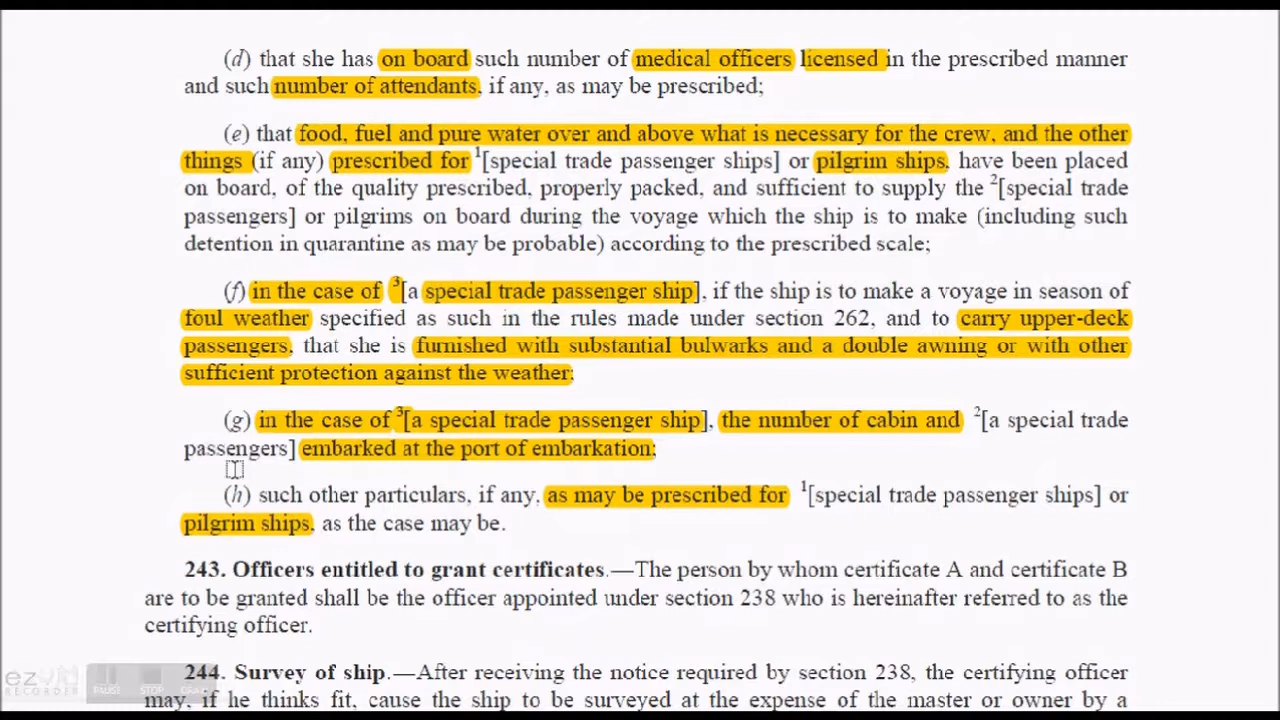 (d) that she has on board such number of medical officers licensed in the prescribed manner
and such number of attendants, if any, as may be prescribed;
(e) that food, fuel and pure water over and above what is necessary for the crew, and the other
things (if any) prescribed for ¹[special trade passenger ships] or pilgrim ships, have been placed
on board, of the quality prescribed, properly packed, and sufficient to supply the ²[special trade
passengers] or pilgrims on board during the voyage which the ship is to make (including such
detention in quarantine as may be probable) according to the prescribed scale;
(f) in the case of ³[a special trade passenger ship], if the ship is to make a voyage in season of
foul weather specified as such in the rules made under section 262, and to carry upper-deck
passengers, that she is furnished with substantial bulwarks and a double awning or with other
sufficient protection against the weather;
(g) in the case of ³[a special trade passenger ship], the number of cabin and ²[a special trade
passengers] embarked at the port of embarkation;
(h) such other particulars, if any, as may be prescribed for ¹[special trade passenger ships] or
pilgrim ships, as the case may be.
243. Officers entitled to grant certificates.—The person by whom certificate A and certificate B
are to be granted shall be the officer appointed under section 238 who is hereinafter referred to as the
certifying officer.
244. Survey of ship.—After receiving the notice required by section 238, the certifying officer
may, if he thinks fit, cause the ship to be surveyed at the expense of the master or owner by a
RECORDER
PAUSE STOP